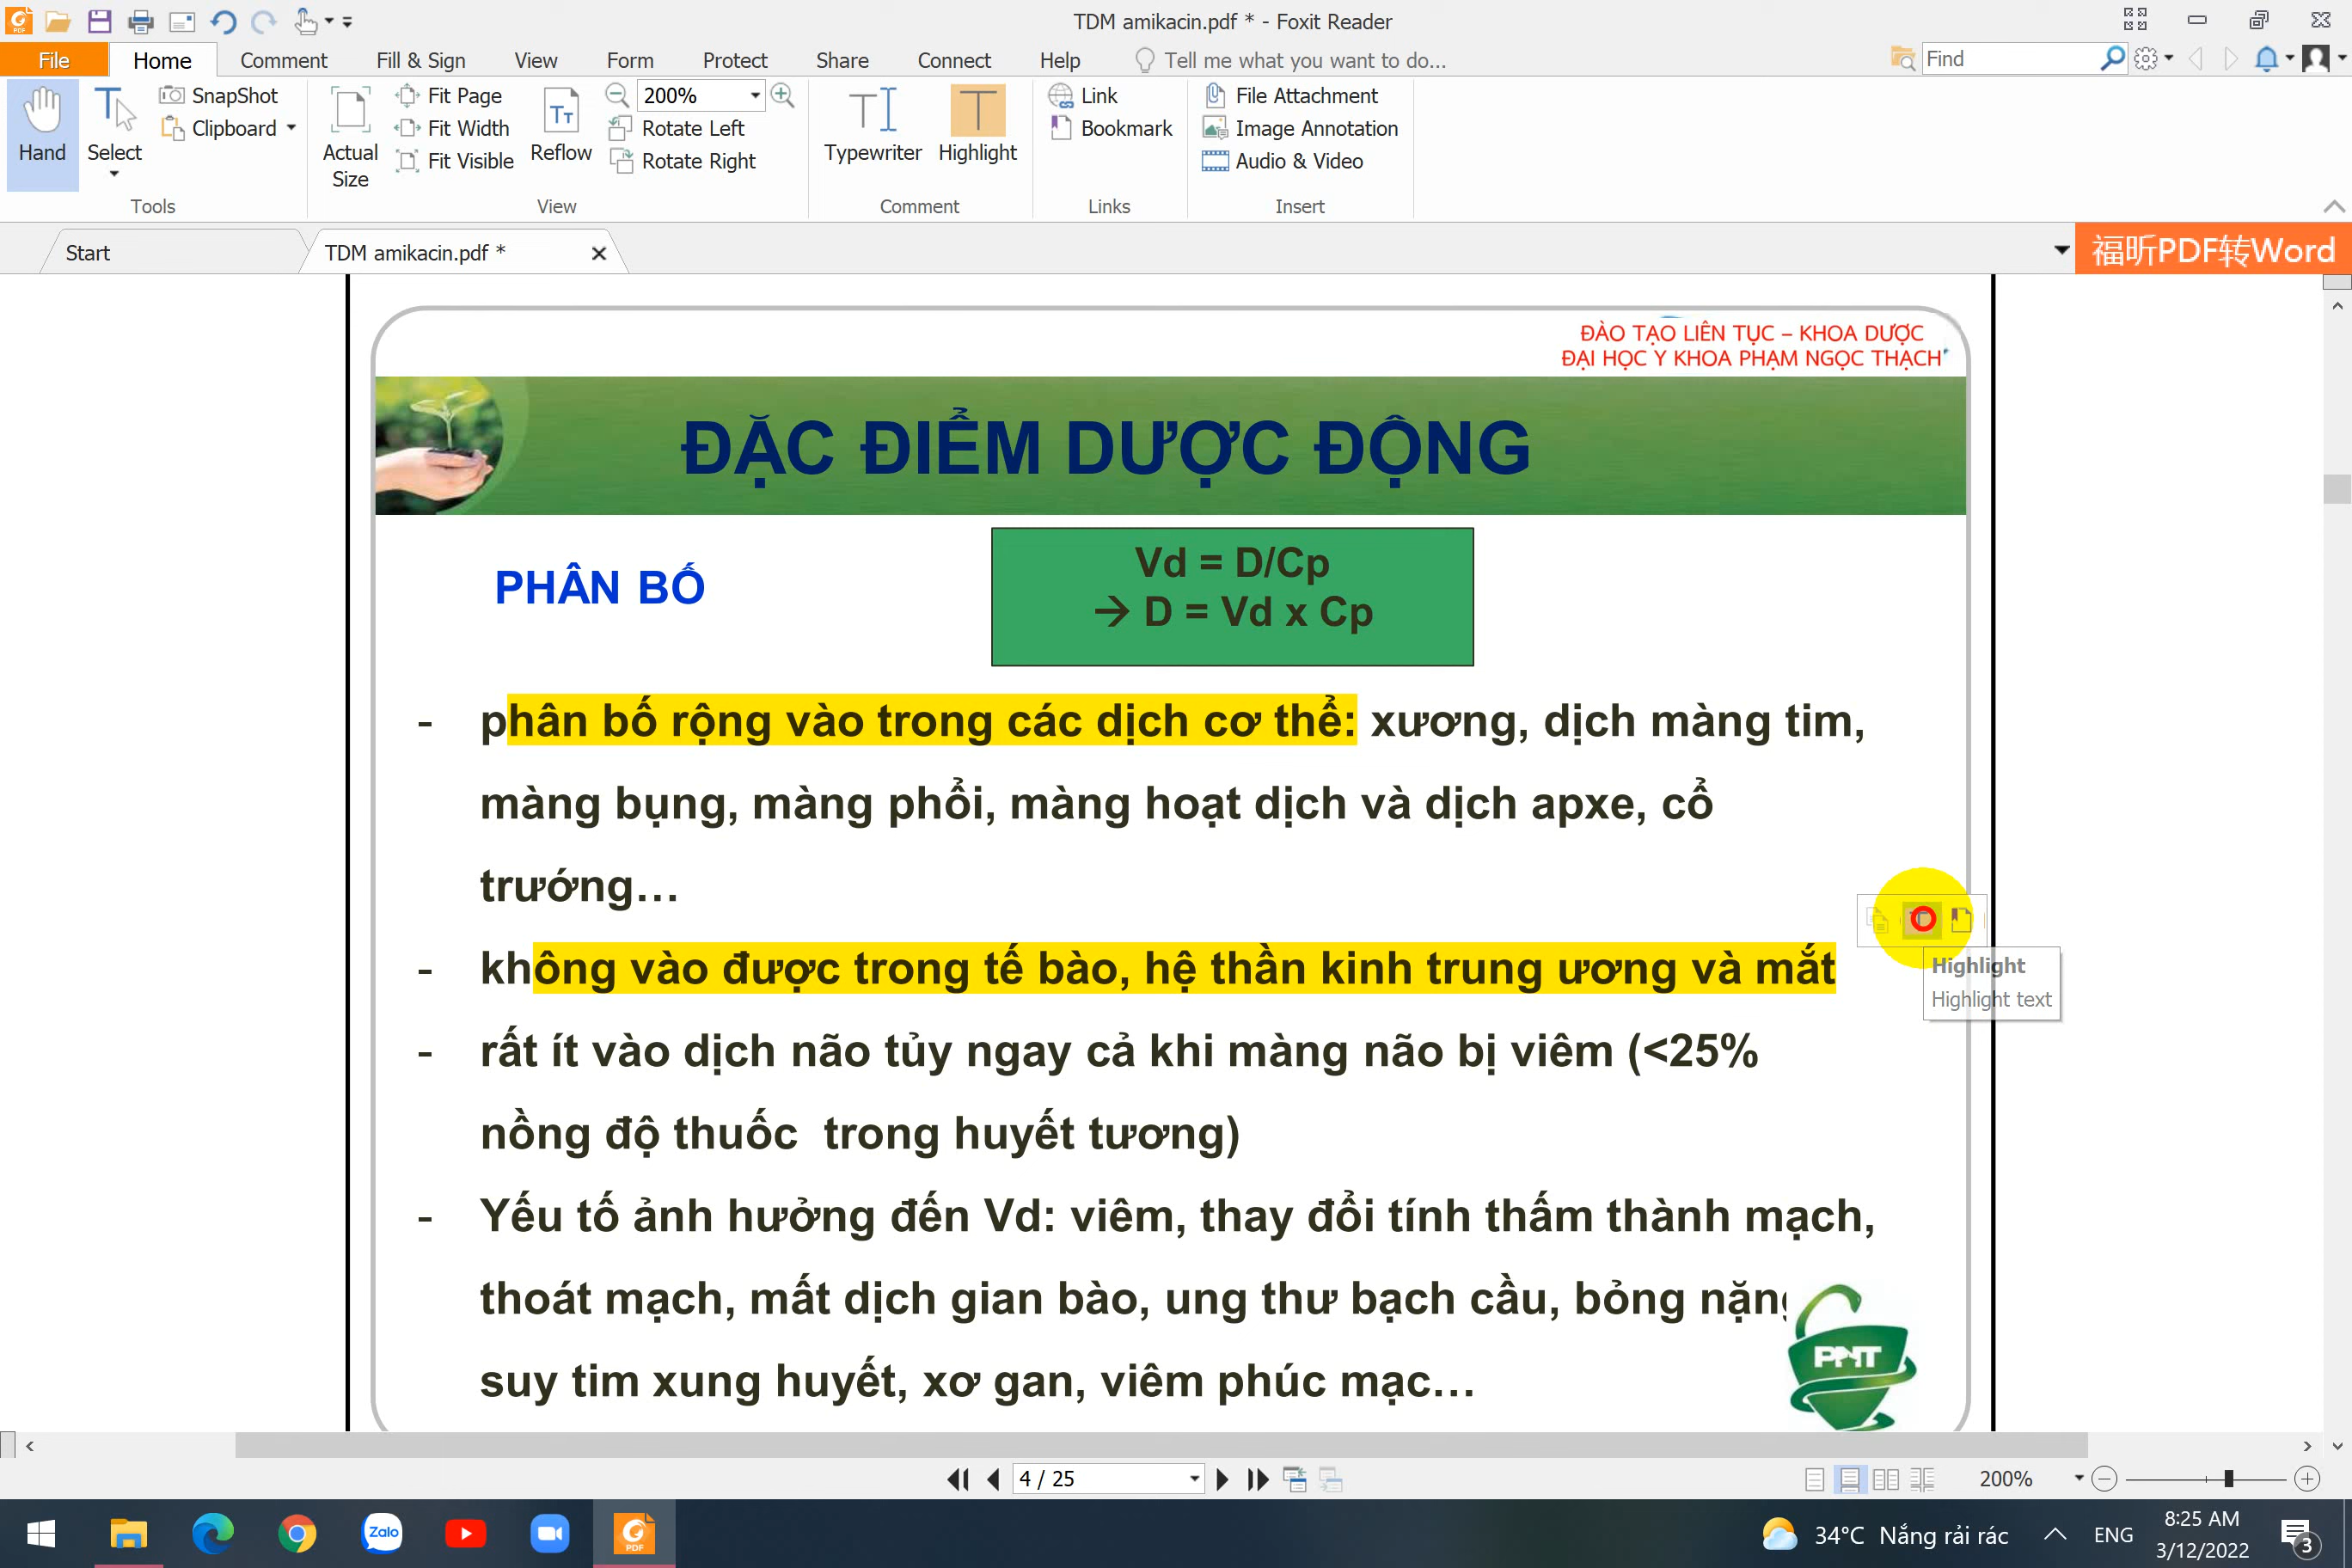 TDM amikacin.pdf * - Foxit Reader
File Home Comment Fill & Sign View Form Protect Share Connect Help Tell me what you want to do... Find
Hand Select SnapShot Clipboard
Tools
Actual Size Fit Page Fit Width Fit Visible Reflow 200% Rotate Left Rotate Right
View
Typewriter Highlight
Comment
Link Bookmark
Links
File Attachment Image Annotation Audio & Video
Insert
Start TDM amikacin.pdf * 福昕PDF转Word
ĐÀO TẠO LIÊN TỤC – KHOA DƯỢC
ĐẠI HỌC Y KHOA PHẠM NGỌC THẠCH
ĐẶC ĐIỂM DƯỢC ĐỘNG
PHÂN BỐ
Vd = D/Cp
→ D = Vd x Cp
- phân bố rộng vào trong các dịch cơ thể: xương, dịch màng tim,
màng bụng, màng phổi, màng hoạt dịch và dịch apxe, cổ
trướng...
- không vào được trong tế bào, hệ thần kinh trung ương và mắt
Highlight
Highlight text
- rất ít vào dịch não tủy ngay cả khi màng não bị viêm (<25%
nồng độ thuốc trong huyết tương)
- Yếu tố ảnh hưởng đến Vd: viêm, thay đổi tính thấm thành mạch,
thoát mạch, mất dịch gian bào, ung thư bạch cầu, bỏng nặng
suy tim xung huyết, xơ gan, viêm phúc mạc...
PNT
4 / 25 200%
Zalo 34°C Nắng rải rác ENG 8:25 AM
3/12/2022 3